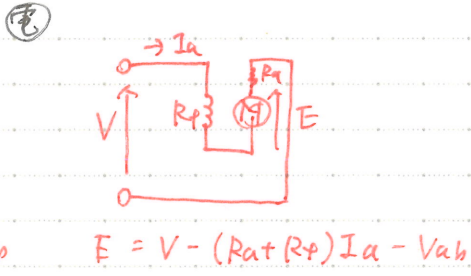 電
→ Ia
Ra
V
Rf
M
E
E = V - (Ra + Rf) Ia - Vab